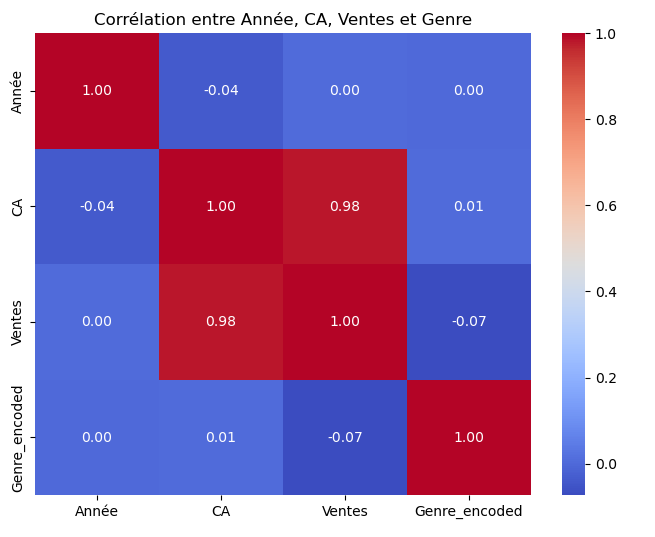 Corrélation entre Année, CA, Ventes et Genre
Année
1.00
-0.04
0.00
0.00
CA
-0.04
1.00
0.98
0.01
Ventes
0.00
0.98
1.00
-0.07
Genre_encoded
0.00
0.01
-0.07
1.00
Année
CA
Ventes
Genre_encoded
1.0
0.8
0.6
0.4
0.2
0.0